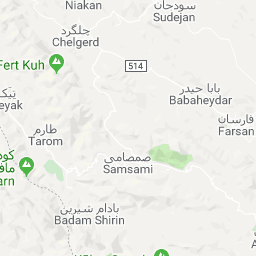 Niakan
سودجان
Sudejan
چلگرد
Chelgerd
Fert Kuh
514
بابا حیدر
Babaheydar
فارسان
Farsan
طارم
Tarom
صمصامی
Samsami
بادام شیرین
Badam Shirin